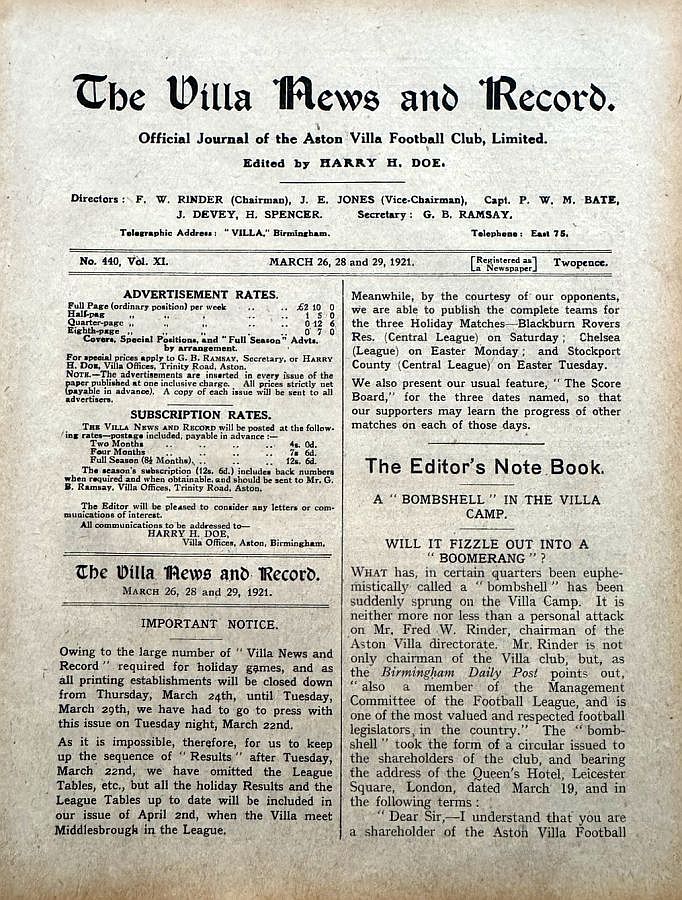 The Villa News and Record.
Official Journal of the Aston Villa Football Club, Limited.
Edited by HARRY H. DOE.
Directors: F. W. RINDER (Chairman), J. E. JONES (Vice-Chairman), Capt. P. W. M. BATE,
J. DEVEY, H. SPENCER. Secretary: G. B. RAMSAY.
Telegraphic Address: "VILLA," Birmingham. Telephone: East 75.
No. 440, Vol. XI. MARCH 26, 28 and 29, 1921. [Registered as a Newspaper] Twopence.
ADVERTISEMENT RATES.
Full Page (ordinary position) per week .. .. £2 10 0
Half-pag „ „ „ .. .. 1 5 0
Quarter-page „ „ „ .. .. 0 12 6
Eighth-page „ „ „ .. .. 0 7 0
Covers, Special Positions, and "Full Season" Advts.
by arrangement.
For special prices apply to G. B. RAMSAY, Secretary, or HARRY
H. DOE, Villa Offices, Trinity Road, Aston.
NOTE.—The advertisements are inserted in every issue of the
paper published at one inclusive charge. All prices strictly net
(payable in advance). A copy of each issue will be sent to all
advertisers.
SUBSCRIPTION RATES.
THE VILLA NEWS AND RECORD will be posted at the follow-
ing rates—postage included, payable in advance :—
Two Months .. .. .. .. 4s. 6d.
Four Months .. .. .. .. 7s 6d.
Full Season (8½ Months), .. .. .. 12s. 6d.
The season's subscription (12s. 6d.) includes back numbers
when required and when obtainable, and should be sent to Mr. G.
B. Ramsay, Villa Offices, Trinity Road, Aston.
The Editor will be pleased to consider any letters or com-
munications of interest.
All communications to be addressed to—
HARRY H. DOE,
Villa Offices, Aston, Birmingham.
The Villa News and Record.
MARCH 26, 28 and 29, 1921.
IMPORTANT NOTICE.
Owing to the large number of "Villa News and
Record" required for holiday games, and as
all printing establishments will be closed down
from Thursday, March 24th, until Tuesday,
March 29th, we have had to go to press with
this issue on Tuesday night, March 22nd.
As it is impossible, therefore, for us to keep
up the sequence of "Results" after Tuesday,
March 22nd, we have omitted the League
Tables, etc., but all the holiday Results and the
League Tables up to date will be included in
our issue of April 2nd, when the Villa meet
Middlesbrough in the League.
Meanwhile, by the courtesy of our opponents,
we are able to publish the complete teams for
the three Holiday Matches—Blackburn Rovers
Res. (Central League) on Saturday; Chelsea
(League) on Easter Monday; and Stockport
County (Central League) on Easter Tuesday.
We also present our usual feature, "The Score
Board," for the three dates named, so that
our supporters may learn the progress of other
matches on each of those days.
The Editor's Note Book.
A "BOMBSHELL" IN THE VILLA
CAMP.
WILL IT FIZZLE OUT INTO A
"BOOMERANG"?
WHAT has, in certain quarters been euphe-
mistically called a "bombshell" has been
suddenly sprung on the Villa Camp. It is
neither more nor less than a personal attack
on Mr. Fred W. Rinder, chairman of the
Aston Villa directorate. Mr. Rinder is not
only chairman of the Villa club, but, as
the Birmingham Daily Post points out,
"also a member of the Management
Committee of the Football League, and is
one of the most valued and respected football
legislators in the country." The "bomb-
shell" took the form of a circular issued to
the shareholders of the club, and bearing
the address of the Queen's Hotel, Leicester
Square, London, dated March 19, and in
the following terms :
"Dear Sir,—I understand that you are
a shareholder of the Aston Villa Football